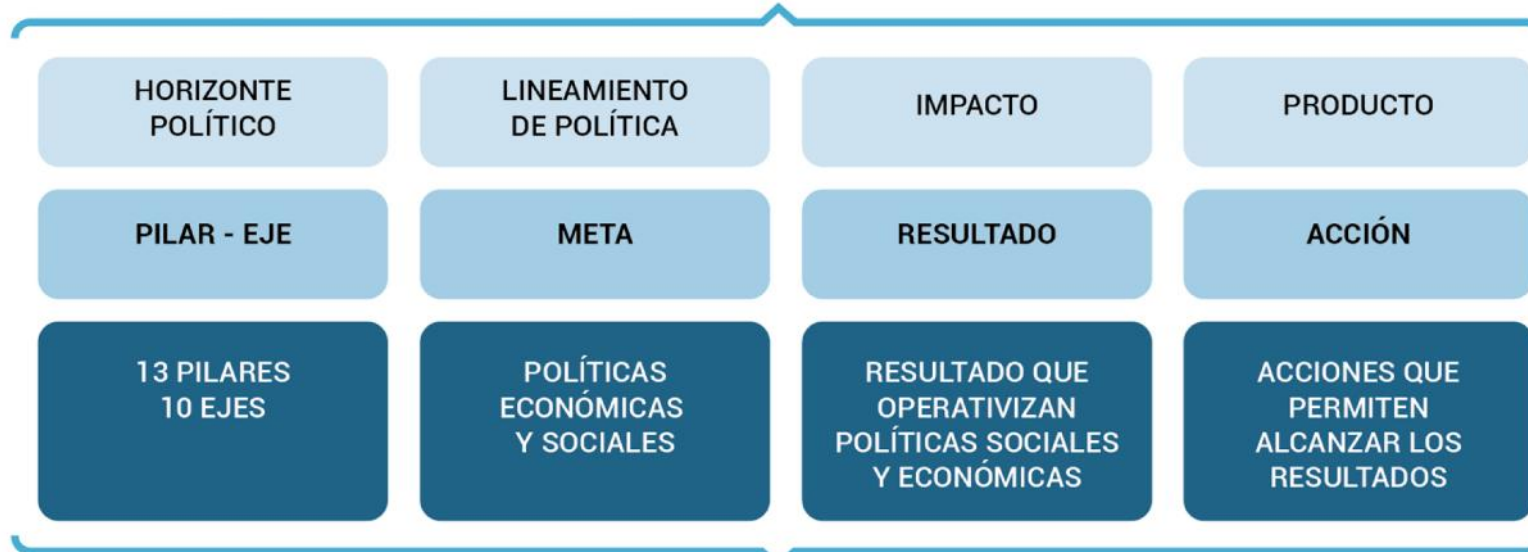 HORIZONTE
POLÍTICO
LINEAMIENTO
DE POLÍTICA
IMPACTO
PRODUCTO
PILAR - EJE
META
RESULTADO
ACCIÓN
13 PILARES
10 EJES
POLÍTICAS
ECONÓMICAS
Y SOCIALES
RESULTADO QUE
OPERATIVIZAN
POLÍTICAS SOCIALES
Y ECONÓMICAS
ACCIONES QUE
PERMITEN
ALCANZAR LOS
RESULTADOS